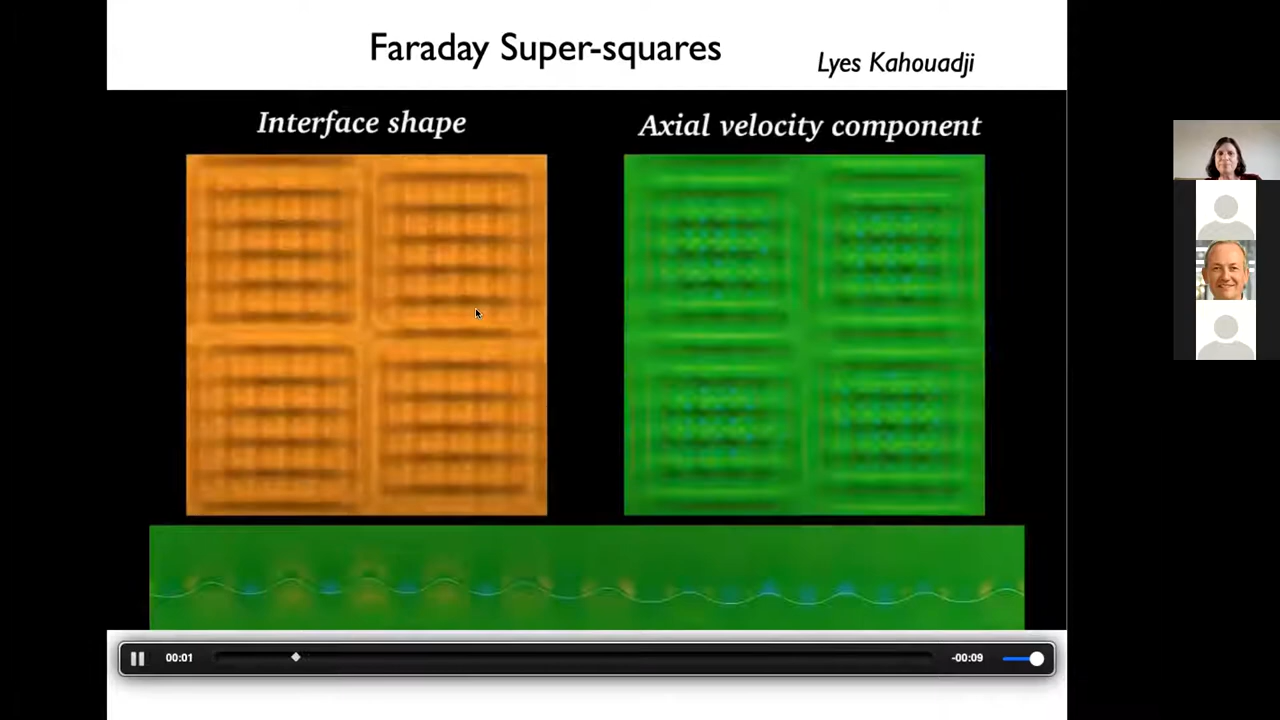 Faraday Super-squares
Lyes Kahouadji
Interface shape
Axial velocity component
00:01
-00:09